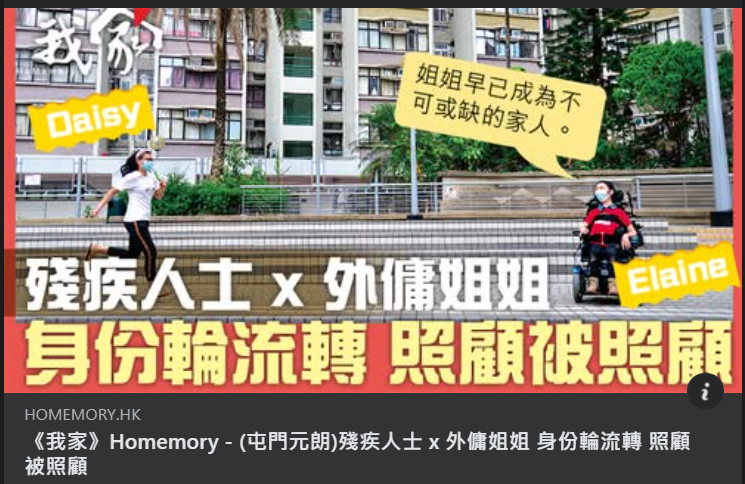 我家
Daisy
姐姐早已成為不
可或缺的家人。
殘疾人士 x 外傭姐姐
Elaine
身份輪流轉 照顧被照顧
HOMEMORY.HK
《我家》Homemory - (屯門元朗)殘疾人士 x 外傭姐姐 身份輪流轉 照顧
被照顧